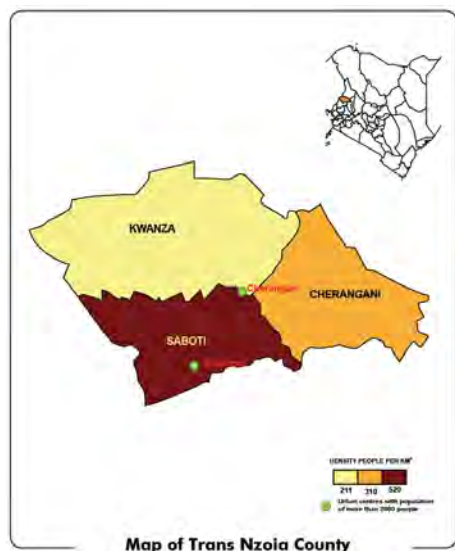 KWANZA
Cherangani
CHERANGANI
SABOTI
DENSITY PEOPLE PER KM²
211 310 520
Urban centres with population
of more than 2000 people
Map of Trans Nzoia County